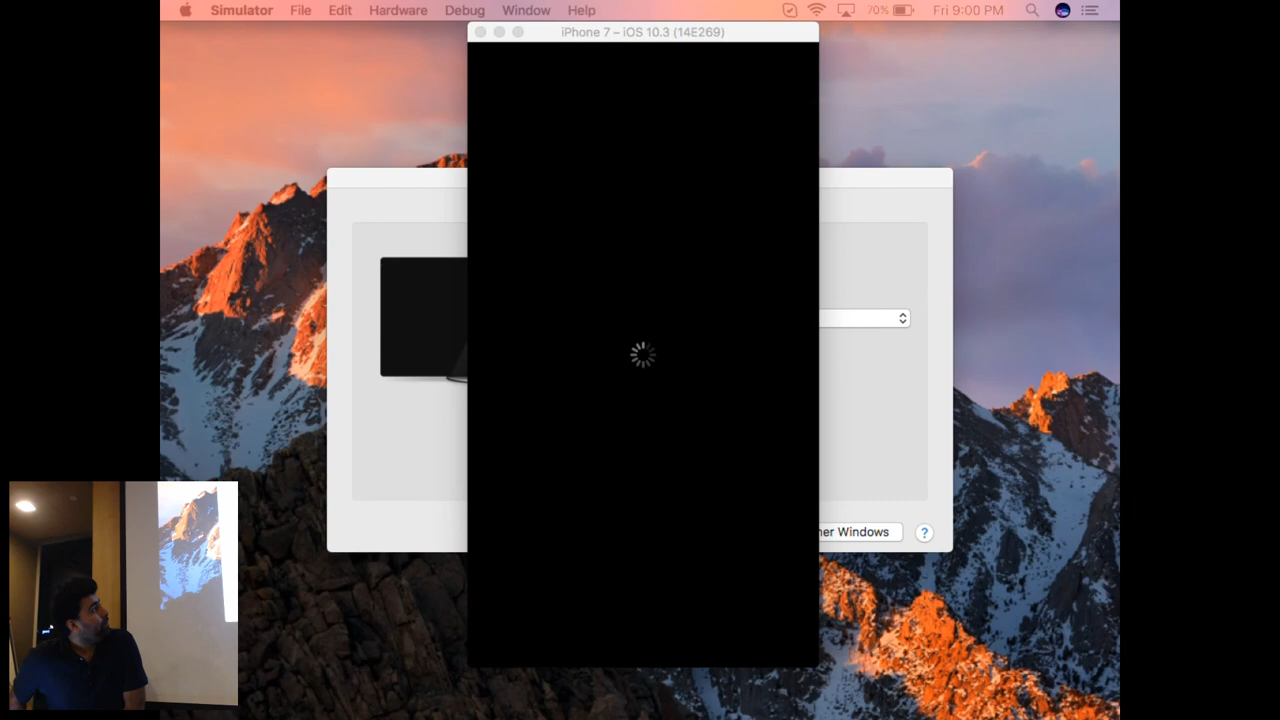 Simulator File Edit Hardware Debug Window Help 70% Fri 9:00 PM
iPhone 7 – iOS 10.3 (14E269)
Windows ?